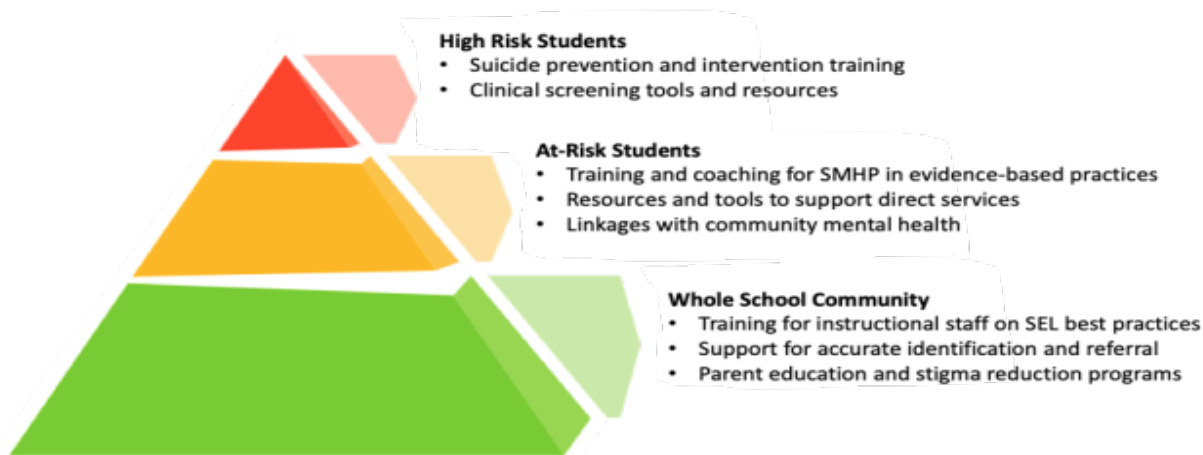 High Risk Students
• Suicide prevention and intervention training
• Clinical screening tools and resources
At-Risk Students
• Training and coaching for SMHP in evidence-based practices
• Resources and tools to support direct services
• Linkages with community mental health
Whole School Community
• Training for instructional staff on SEL best practices
• Support for accurate identification and referral
• Parent education and stigma reduction programs